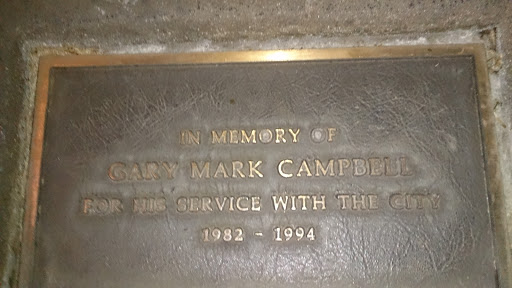 IN MEMORY OF
GARY MARK CAMPBELL
FOR HIS SERVICE WITH THE CITY
1982 - 1994